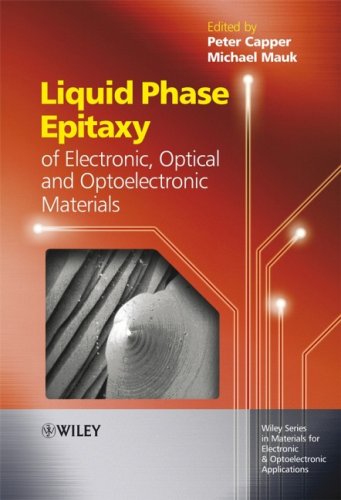 Edited by
Peter Capper
Michael Mauk
Liquid Phase
Epitaxy
of Electronic, Optical
and Optoelectronic
Materials
WILEY
Wiley Series
in Materials for
Electronic
& Optoelectronic
Applications